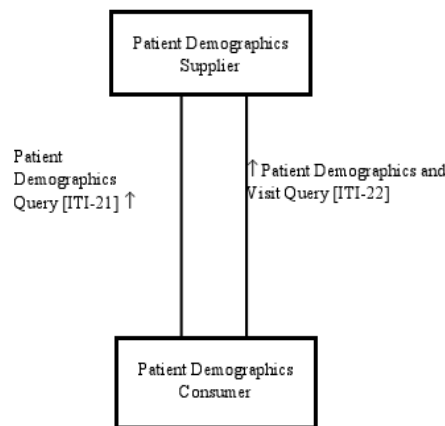 Patient Demographics
Supplier
Patient
Demographics
Query [ITI-21] ↑
↑ Patient Demographics and
Visit Query [ITI-22]
Patient Demographics
Consumer